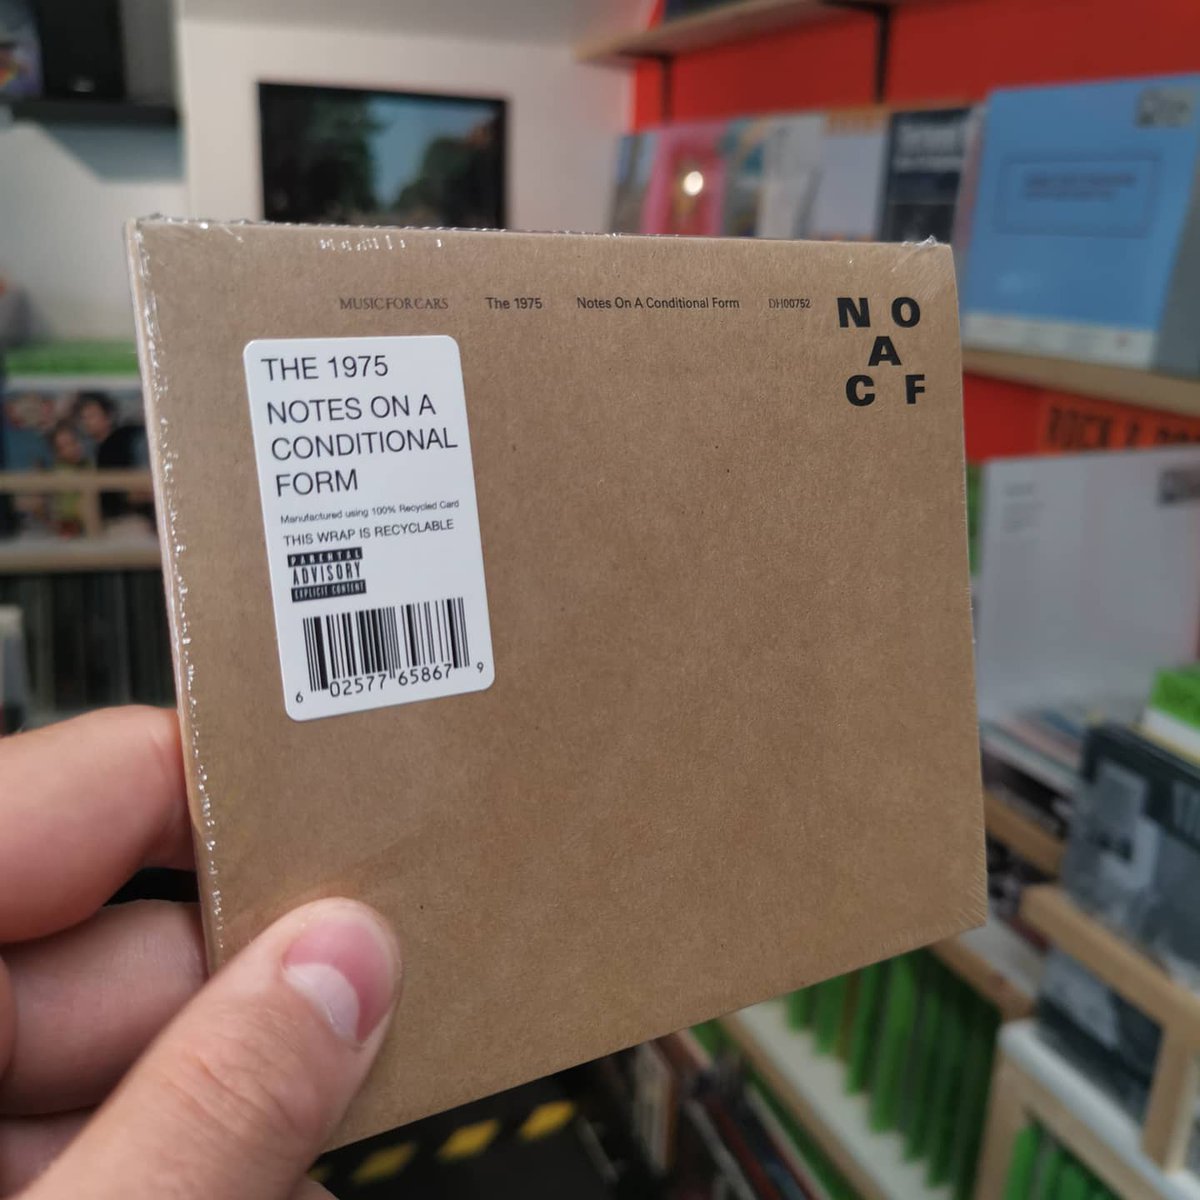 MUSIC FOR CARS The 1975 Notes On A Conditional Form DH00752
N O
A
C F
THE 1975
NOTES ON A
CONDITIONAL
FORM
Manufactured using 100% Recycled Card
THIS WRAP IS RECYCLABLE
PARENTAL
ADVISORY
EXPLICIT CONTENT
6 02577 65867 9
ROCK &